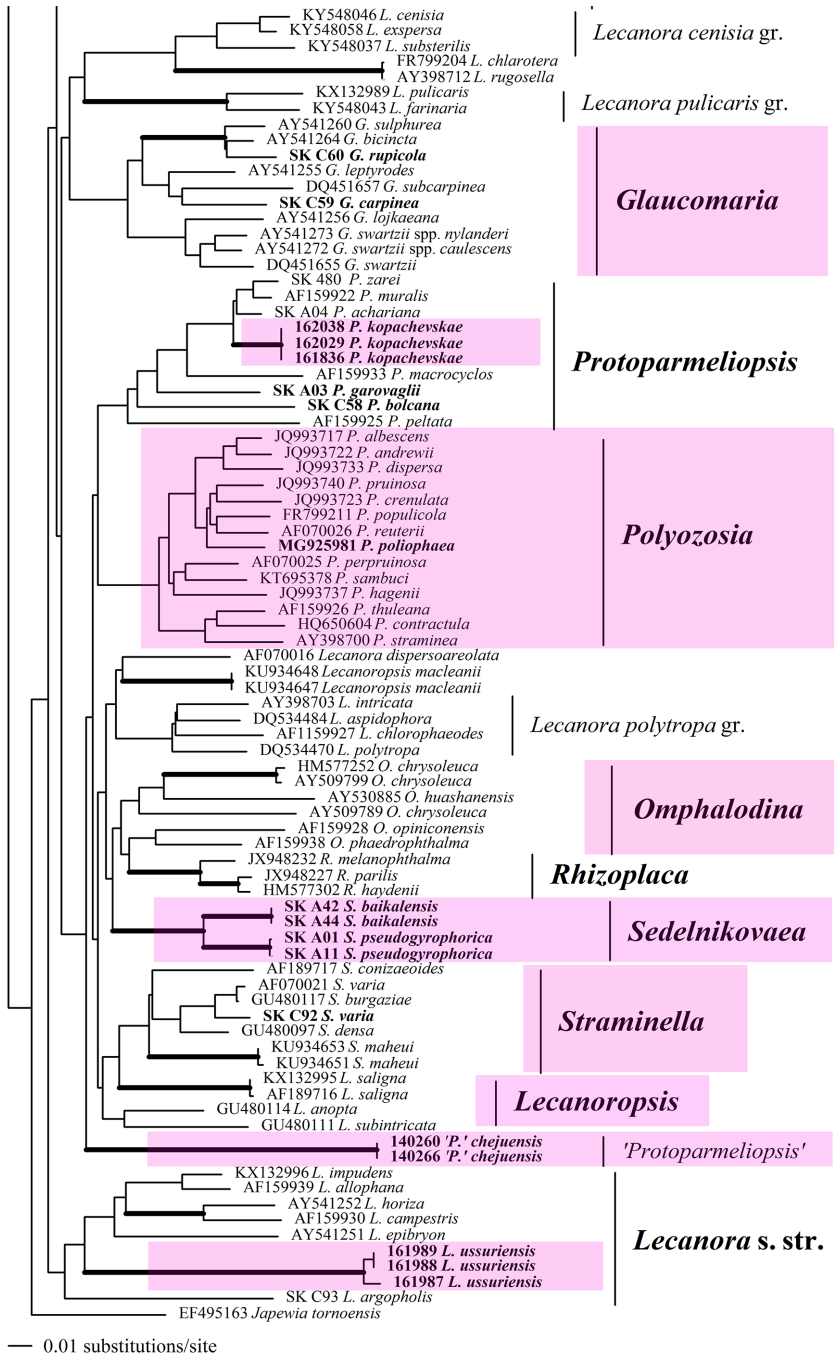 KY548046 L. cenisia
KY548058 L. exspersa
KY548037 L. substerilis
Lecanora cenisia gr.
FR799204 L. chlarotera
AY398712 L. rugosella
KX132989 L. pulicaris
KY548043 L. farinaria
Lecanora pulicaris gr.
AY541260 G. sulphurea
AY541264 G. bicincta
SK C60 G. rupicola
AY541255 G. leptyrodes
DQ451657 G. subcarpinea
SK C59 G. carpinea
AY541256 G. lojkaeana
AY541273 G. swartzii spp. nylanderi
AY541272 G. swartzii spp. caulescens
DQ451655 G. swartzii
Glaucomaria
SK 480 P. zarei
AF159922 P. muralis
SK A04 P. achariana
162038 P. kopachevskae
162029 P. kopachevskae
161836 P. kopachevskae
AF159933 P. macrocyclos
SK A03 P. garovaglii
SK C58 P. bolcana
AF159925 P. peltata
Protoparmeliopsis
JQ993717 P. albescens
JQ993722 P. andrewii
JQ993733 P. dispersa
JQ993740 P. pruinosa
JQ993723 P. crenulata
FR799211 P. populicola
AF070026 P. reuterii
MG925981 P. poliophaea
AF070025 P. perpruinosa
KT695378 P. sambuci
JQ993737 P. hagenii
AF159926 P. thuleana
HQ650604 P. contractula
AY398700 P. straminea
Polyozosia
AF070016 Lecanora dispersoareolata
KU934648 Lecanoropsis macleanii
KU934647 Lecanoropsis macleanii
AY398703 L. intricata
DQ534484 L. aspidophora
AF1159927 L. chlorophaeodes
DQ534470 L. polytropa
Lecanora polytropa gr.
HM577252 O. chrysoleuca
AY509799 O. chrysoleuca
AY530885 O. huashanensis
AY509789 O. chrysoleuca
AF159928 O. opiniconensis
AF159938 O. phaedrophthalma
Omphalodina
JX948232 R. melanophthalma
JX948227 R. parilis
HM577302 R. haydenii
Rhizoplaca
SK A42 S. baikalensis
SK A44 S. baikalensis
SK A01 S. pseudogyrophorica
SK A11 S. pseudogyrophorica
Sedelnikovaea
AF189717 S. conizaeoides
AF070021 S. varia
GU480117 S. burgaziae
SK C92 S. varia
GU480097 S. densa
KU934653 S. maheui
KU934651 S. maheui
Straminella
KX132995 L. saligna
AF189716 L. saligna
GU480114 L. anopta
GU480111 L. subintricata
Lecanoropsis
140260 'P.' chejuensis
140266 'P.' chejuensis
'Protoparmeliopsis'
KX132996 L. impudens
AF159939 L. allophana
AY541252 L. horiza
AF159930 L. campestris
AY541251 L. epibryon
161989 L. ussuriensis
161988 L. ussuriensis
161987 L. ussuriensis
SK C93 L. argopholis
Lecanora s. str.
EF495163 Japewia tornoensis
0.01 substitutions/site